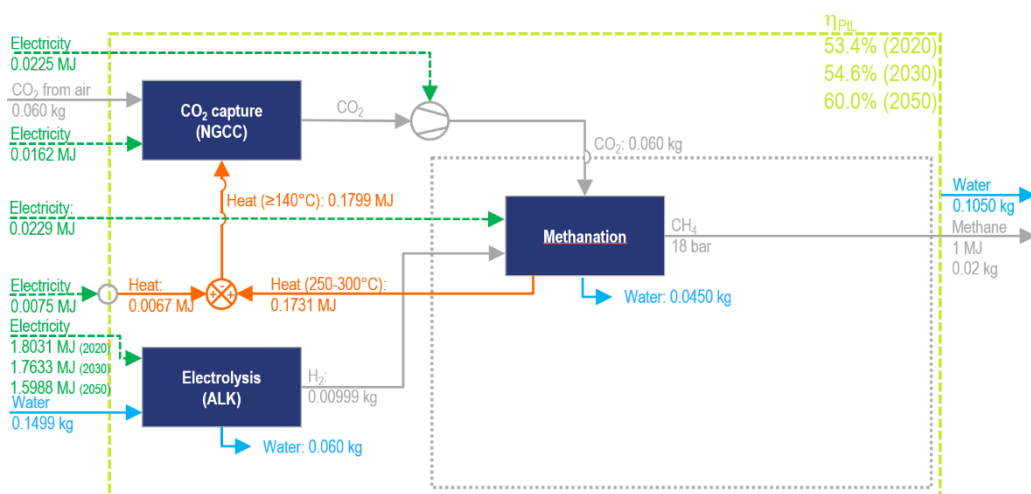 Electricity
0.0225 MJ
CO₂ from air
0.060 kg
Electricity
0.0162 MJ
CO₂ capture
(NGCC)
CO₂
CO₂: 0.060 kg
ηPtL
53.4% (2020)
54.6% (2030)
60.0% (2050)
Heat (≥140°C): 0.1799 MJ
Electricity:
0.0229 MJ
Methanation
CH₄
18 bar
Water
0.1050 kg
Methane
1 MJ
0.02 kg
Electricity
0.0075 MJ
Heat:
0.0067 MJ
+ - +
Heat (250-300°C):
0.1731 MJ
Water: 0.0450 kg
Electricity
1.8031 MJ (2020)
1.7633 MJ (2030)
1.5988 MJ (2050)
Water
0.1499 kg
Electrolysis
(ALK)
H₂:
0.00999 kg
Water: 0.060 kg